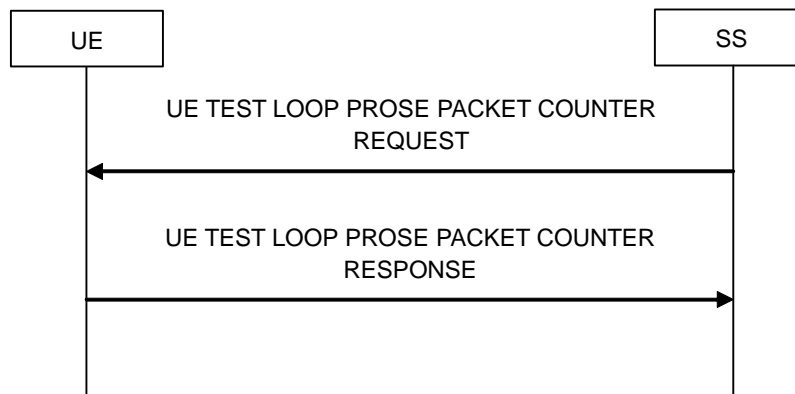 UE
SS
UE TEST LOOP PROSE PACKET COUNTER
REQUEST
UE TEST LOOP PROSE PACKET COUNTER
RESPONSE